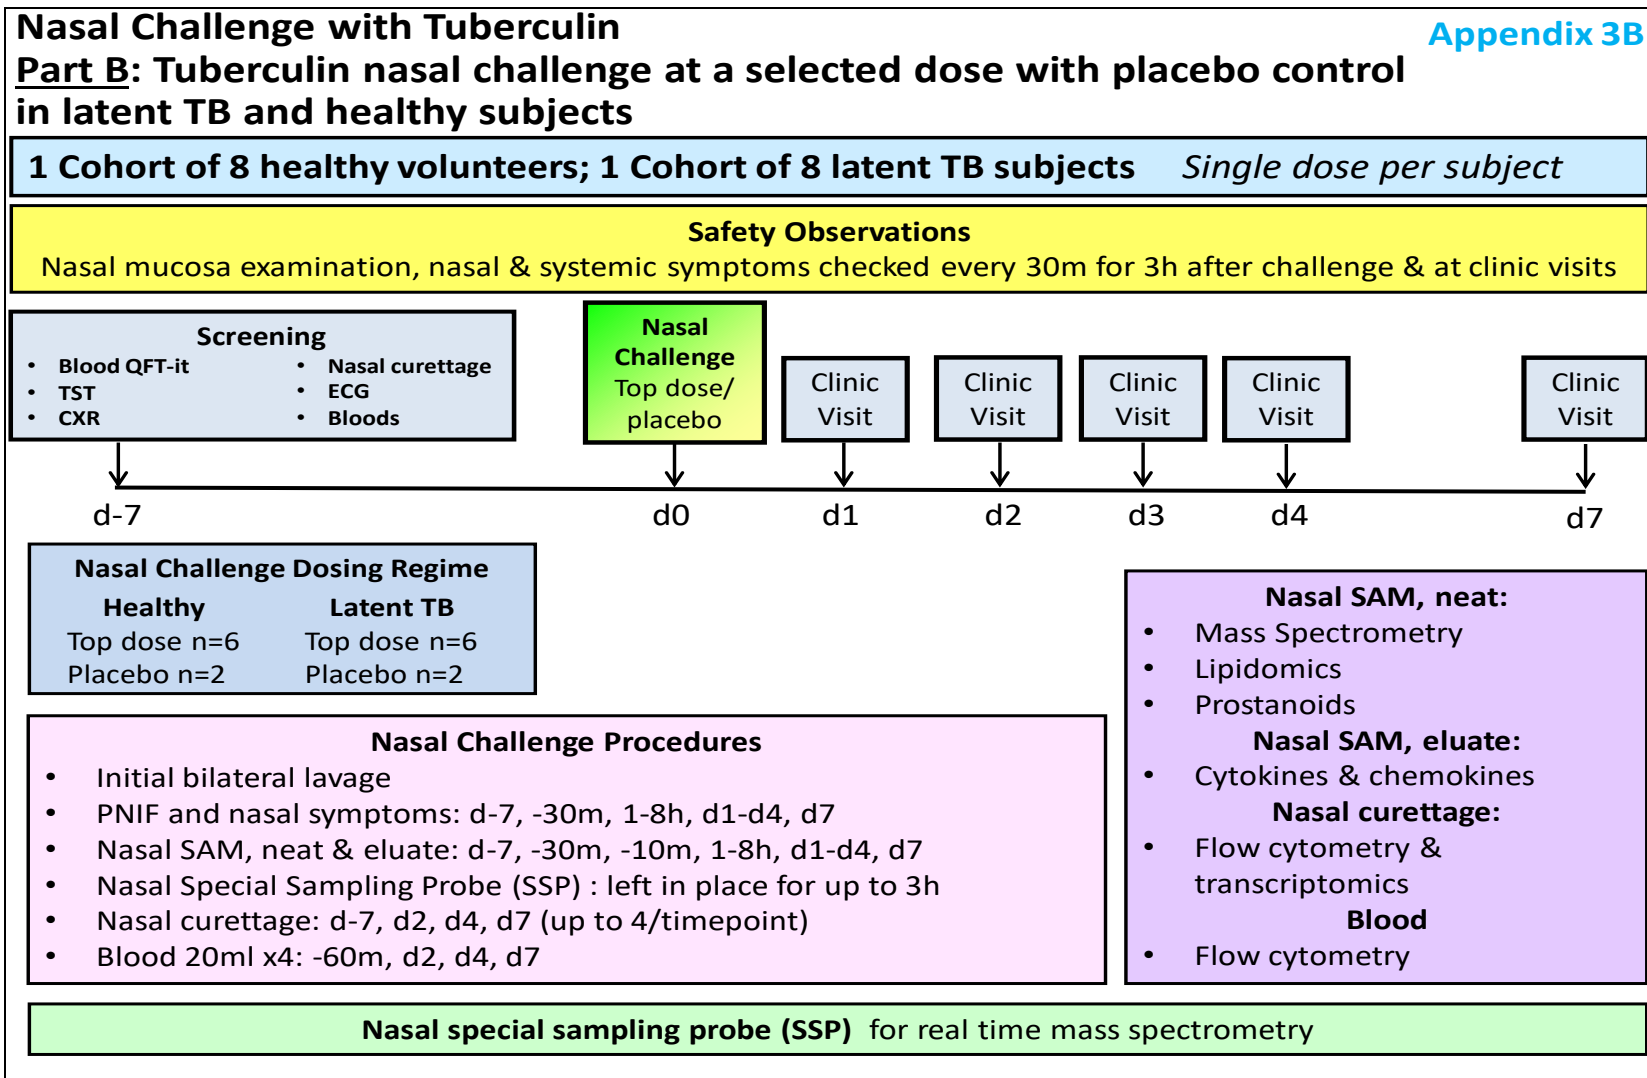 Nasal Challenge with Tuberculin
Appendix 3B
Part B: Tuberculin nasal challenge at a selected dose with placebo control
in latent TB and healthy subjects
1 Cohort of 8 healthy volunteers; 1 Cohort of 8 latent TB subjects Single dose per subject
Safety Observations
Nasal mucosa examination, nasal & systemic symptoms checked every 30m for 3h after challenge & at clinic visits
Screening
• Blood QFT-it
• TST
• CXR
• Nasal curettage
• ECG
• Bloods
Nasal
Challenge
Top dose/
placebo
Clinic
Visit
Clinic
Visit
Clinic
Visit
Clinic
Visit
Clinic
Visit
d-7
d0
d1
d2
d3
d4
d7
Nasal Challenge Dosing Regime
Healthy Latent TB
Top dose n=6 Top dose n=6
Placebo n=2 Placebo n=2
Nasal Challenge Procedures
• Initial bilateral lavage
• PNIF and nasal symptoms: d-7, -30m, 1-8h, d1-d4, d7
• Nasal SAM, neat & eluate: d-7, -30m, -10m, 1-8h, d1-d4, d7
• Nasal Special Sampling Probe (SSP) : left in place for up to 3h
• Nasal curettage: d-7, d2, d4, d7 (up to 4/timepoint)
• Blood 20ml x4: -60m, d2, d4, d7
Nasal SAM, neat:
• Mass Spectrometry
• Lipidomics
• Prostanoids
Nasal SAM, eluate:
• Cytokines & chemokines
Nasal curettage:
• Flow cytometry &
transcriptomics
Blood
• Flow cytometry
Nasal special sampling probe (SSP) for real time mass spectrometry